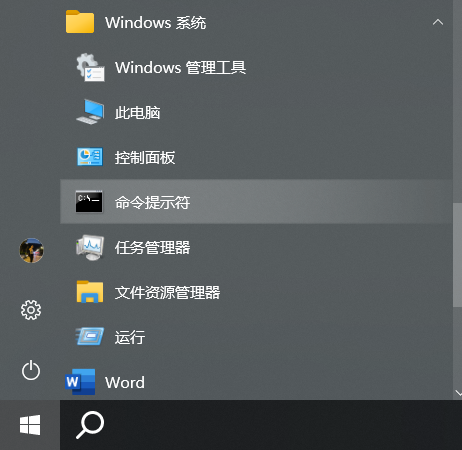 Windows 系统
Windows 管理工具
此电脑
控制面板
C:\
命令提示符
任务管理器
文件资源管理器
运行
W
Word